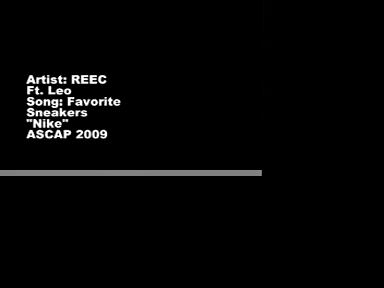 Artist: REEC
Ft. Leo
Song: Favorite
Sneakers
"Nike"
ASCAP 2009